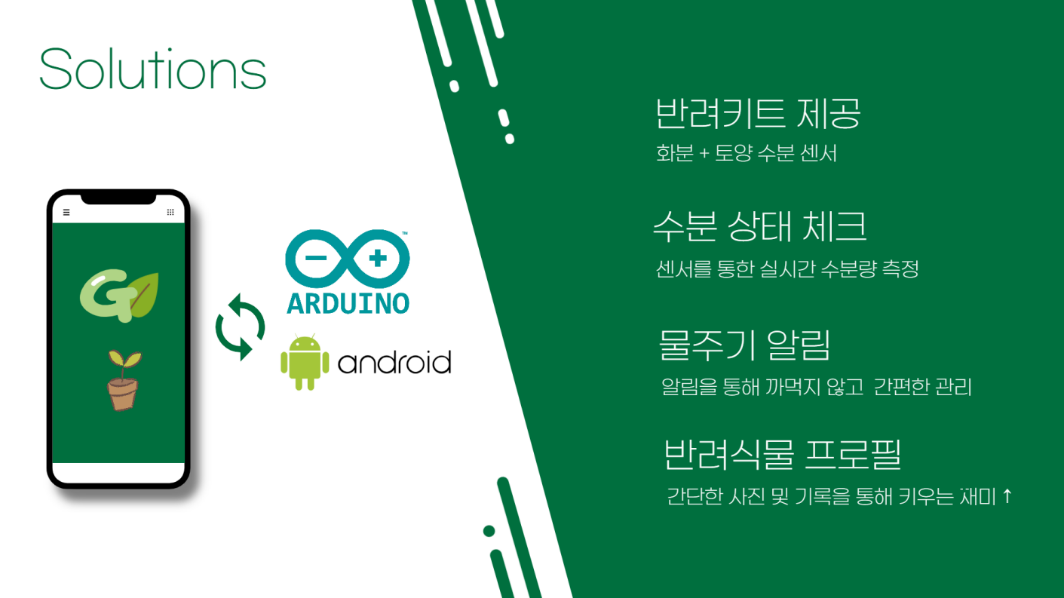 Solutions
G
ARDUINO
™
android
반려키트 제공
화분 + 토양 수분 센서
수분 상태 체크
센서를 통한 실시간 수분량 측정
물주기 알림
알림을 통해 까먹지 않고 간편한 관리
반려식물 프로필
간단한 사진 및 기록을 통해 키우는 재미 ↑